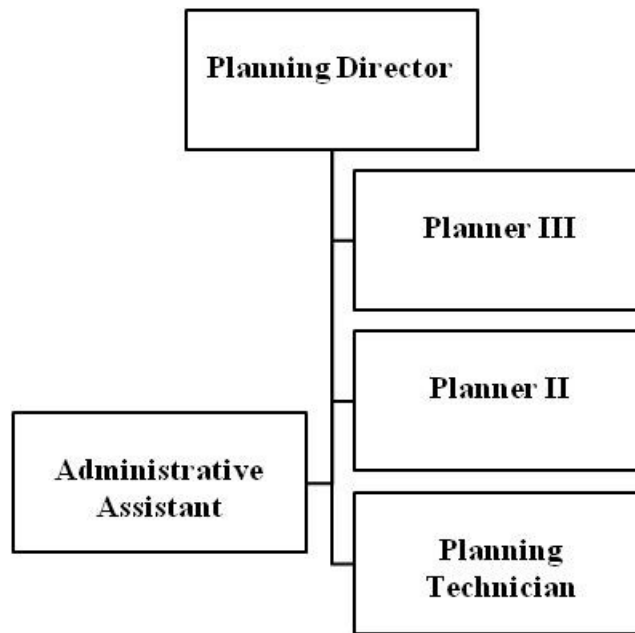 Planning Director
Planner III
Planner II
Administrative
Assistant
Planning
Technician